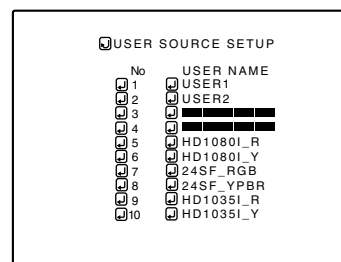 USER SOURCE SETUP
No USER NAME
1 USER1
2 USER2
3
4
5 HD1080I_R
6 HD1080I_Y
7 24SF_RGB
8 24SF_YPBR
9 HD1035I_R
10 HD1035I_Y